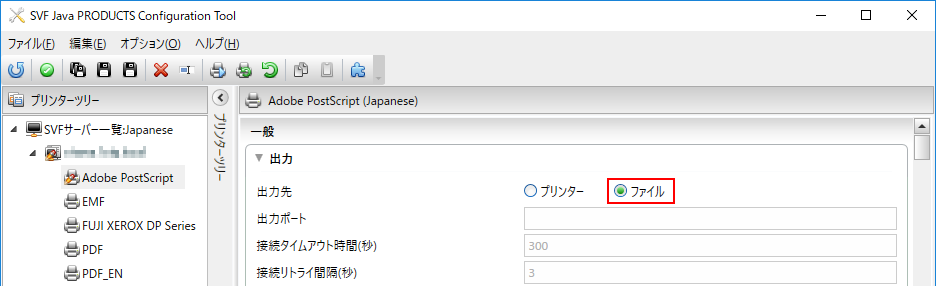 SVF Java PRODUCTS Configuration Tool
ファイル(F) 編集(E) オプション(O) ヘルプ(H)
プリンターツリー
SVFサーバー一覧:Japanese
Adobe PostScript
EMF
FUJI XEROX DP Series
PDF
PDF_EN
プリンターツリー
Adobe PostScript (Japanese)
一般
出力
出力先 プリンター ファイル
出力ポート
接続タイムアウト時間(秒) 300
接続リトライ間隔(秒) 3